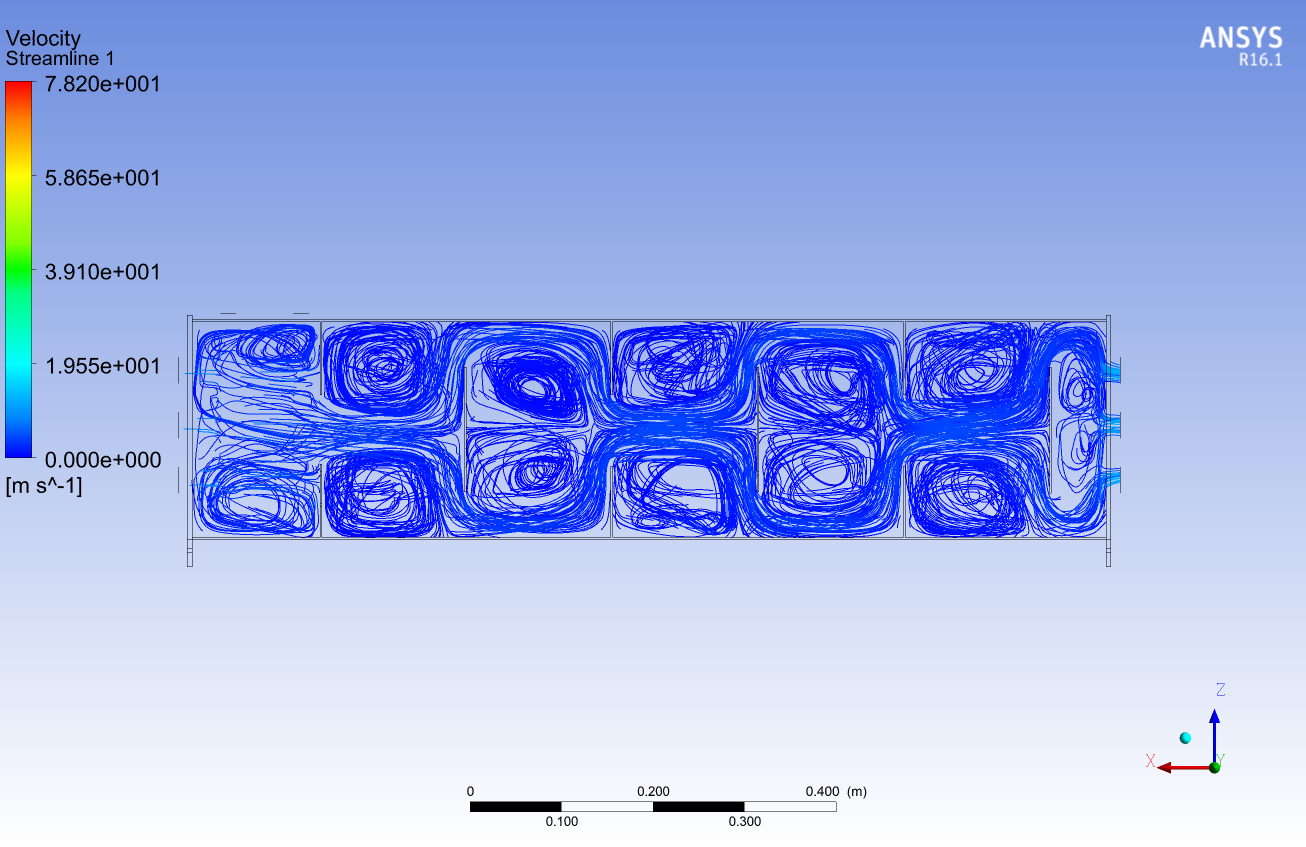 Velocity
Streamline 1
7.820e+001
5.865e+001
3.910e+001
1.955e+001
0.000e+000
[m s^-1]
ANSYS
R16.1
Z
X
Y
0
0.200
0.400 (m)
0.100
0.300